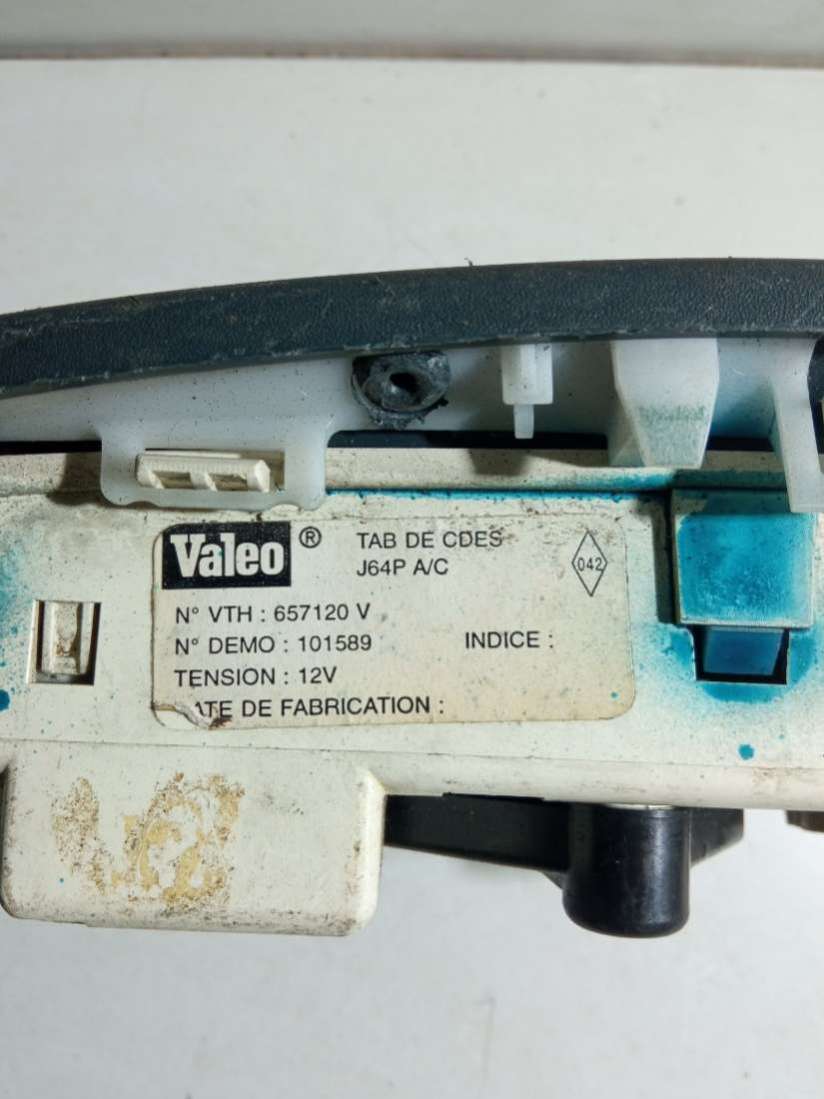 Valeo ® TAB DE CDES
J64P A/C
042
N° VTH : 657120 V
N° DEMO : 101589 INDICE :
TENSION : 12V
ATE DE FABRICATION :